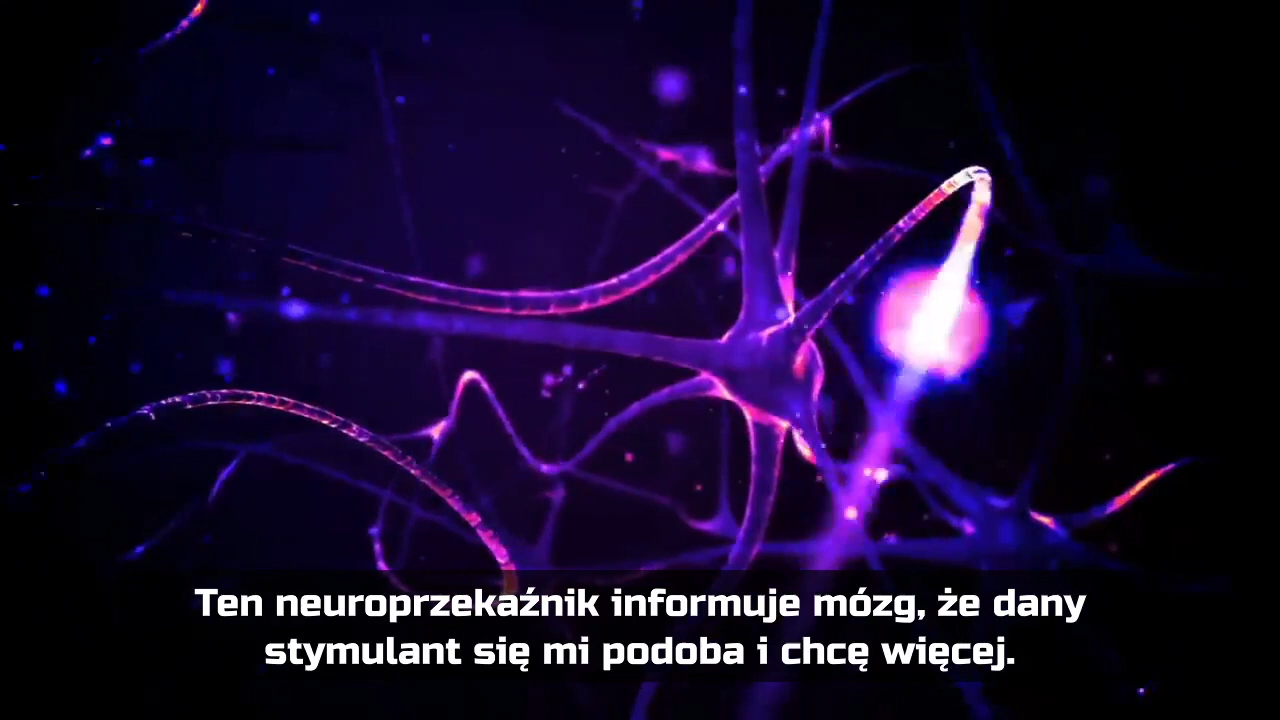 Ten neuroprzekaźnik informuje mózg, że dany
stymulant się mi podoba i chcę więcej.